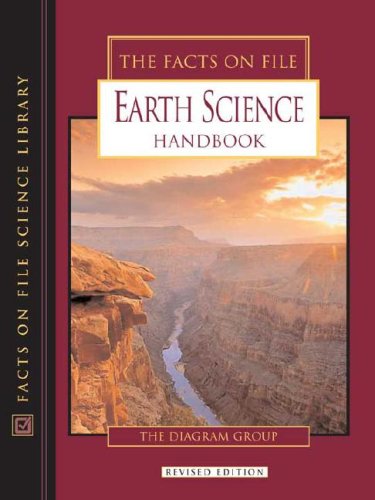 THE FACTS ON FILE
EARTH SCIENCE
HANDBOOK
THE DIAGRAM GROUP
REVISED EDITION
FACTS ON FILE SCIENCE LIBRARY